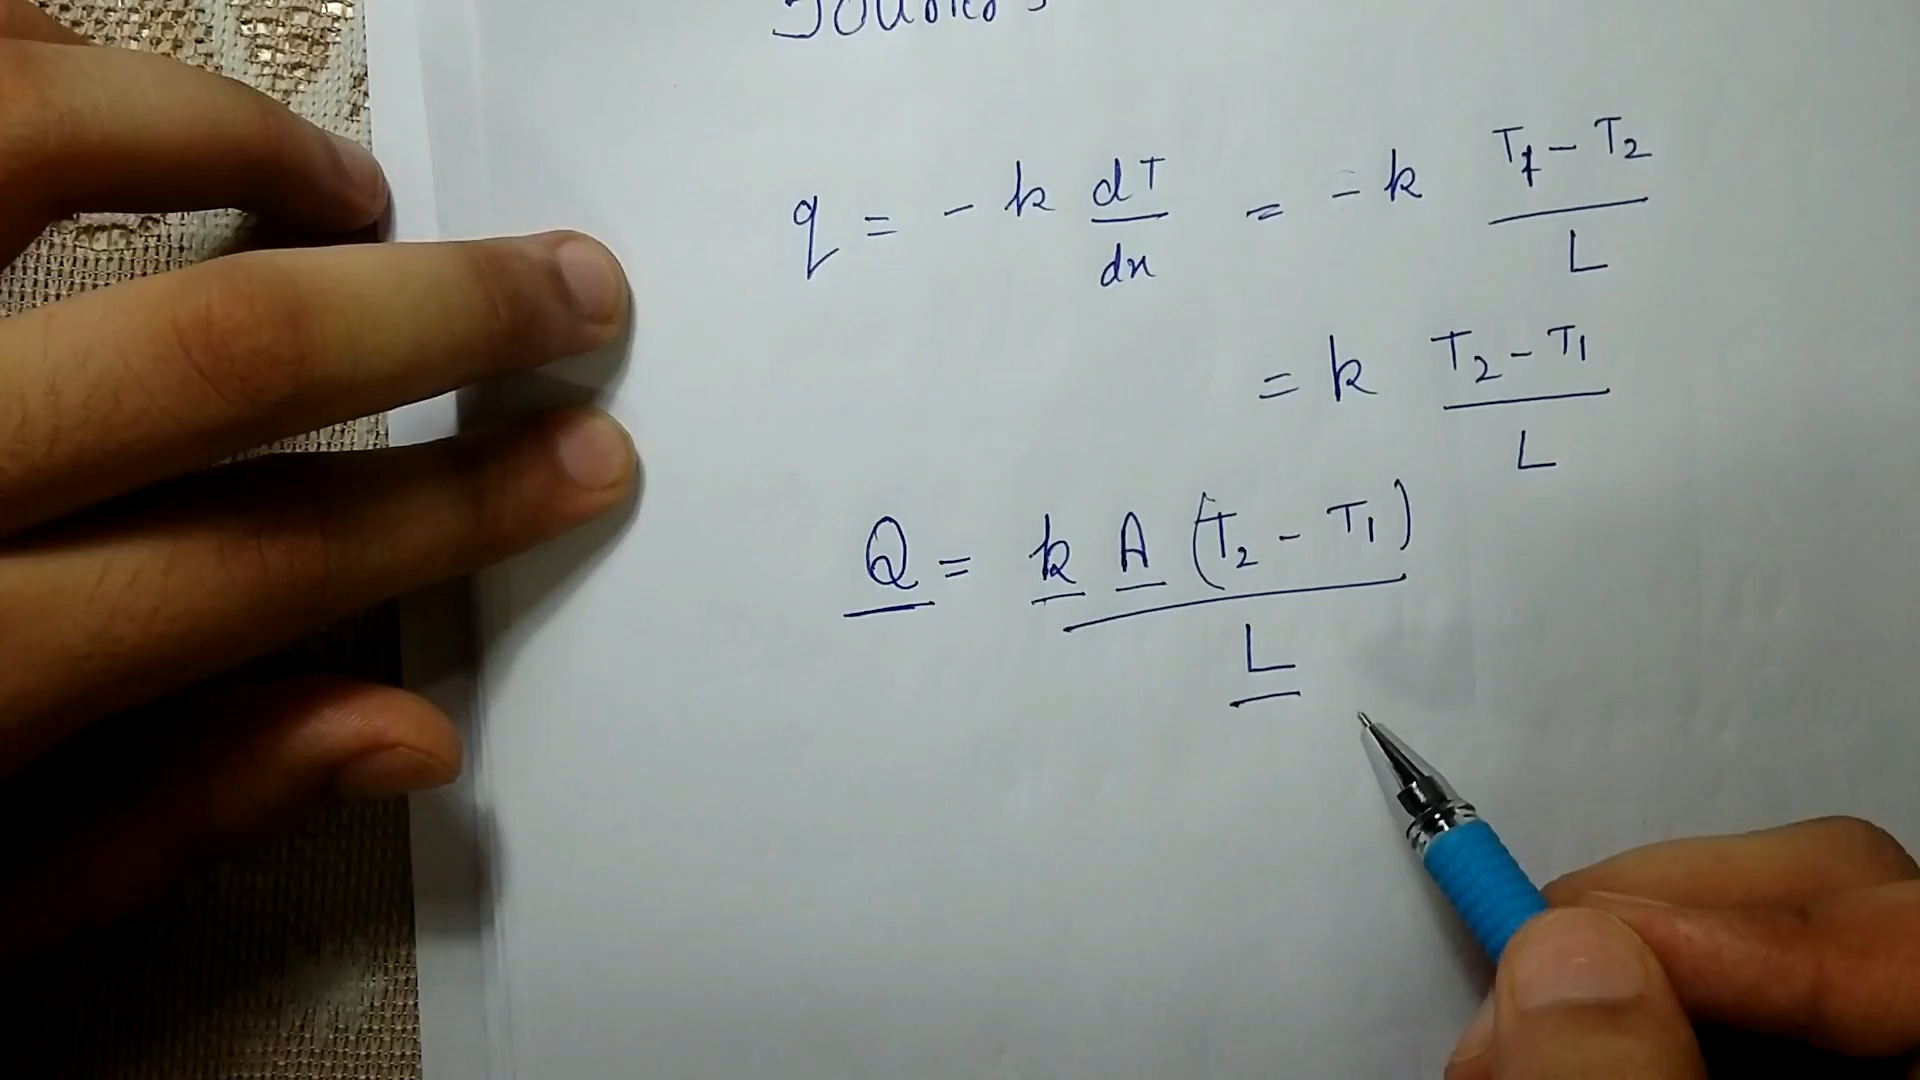 q = - k dT/dx = - k (T1 - T2)/L
= k (T2 - T1)/L
Q = k A (T2 - T1)/L